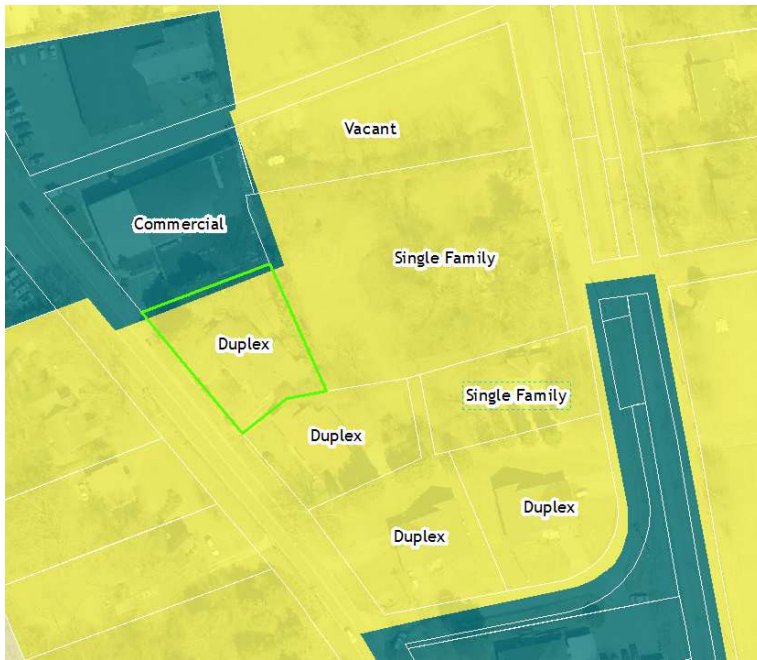 Vacant
Commercial
Single Family
Duplex
Single Family
Duplex
Duplex
Duplex